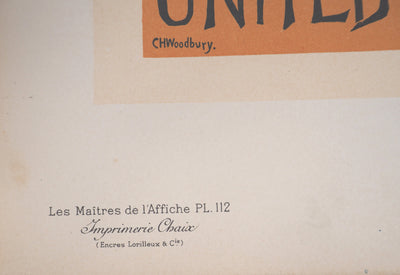 UNITED
CHWoodbury.
Les Maîtres de l'Affiche PL. 112
Imprimerie Chaix
(Encres Lorilleux & Cie)